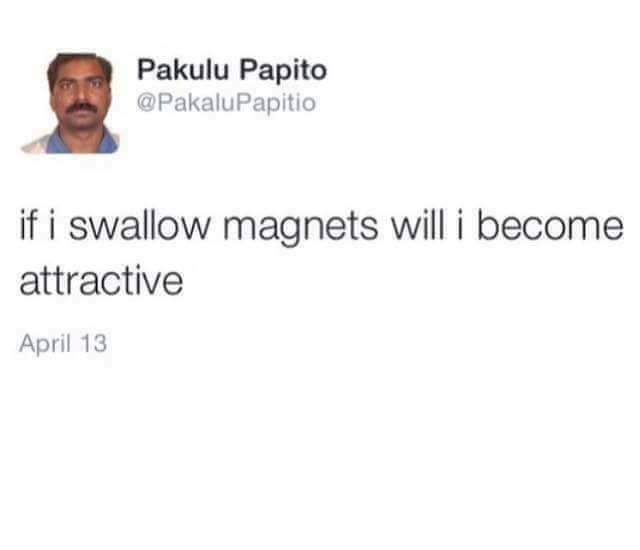 Pakulu Papito
@PakaluPapitio
if i swallow magnets will i become
attractive
April 13